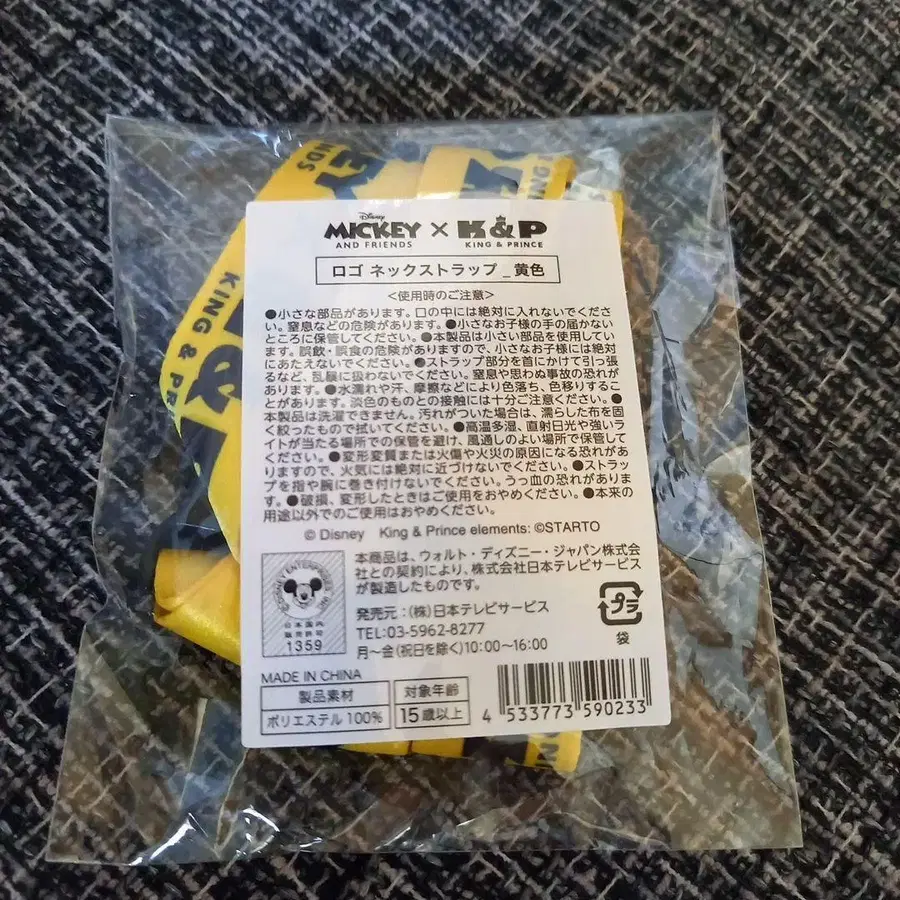 EY
NDS
KING & P
KING
Disney
MICKEY × K&P
AND FRIENDS KING & PRINCE
ロゴ ネックストラップ _ 黄色
<使用時のご注意>
●小さな部品があります。口の中には絶対に入れないでくださ
い。窒息などの危険があります。●小さなお子様の手の届かない
ところに保管してください。●本製品は小さい部品を使用してい
ます。誤飲・誤食の危険がありますので、小さなお子様には絶対
にあたえないでください。●ストラップ部分を首にかけて引っ張
るなど、乱暴に扱わないでください。窒息や思わぬ事故の恐れが
あります。●水濡れや汗、摩擦などにより色落ち、色移りするこ
とがあります。淡色のものとの接触には十分ご注意ください。●
本製品は洗濯できません。汚れがついた場合は、濡らした布を固
く絞ったもので拭いてください。●高温多湿、直射日光や強いラ
イトが当たる場所での保管を避け、風通しのよい場所で保管して
ください。●変形変質または火傷や火災の原因になる恐れがあ
りますので、火気には絶対に近づけないでください。●ストラッ
プを指や腕に巻き付けないでください。うっ血の恐れがありま
す。●破損、変形したときはご使用をおやめください。●本来の
用途以外でのご使用はおやめください。
© Disney King & Prince elements: ©STARTO
本商品は、ウォルト・ディズニー・ジャパン株式会
社との契約により、株式会社日本テレビサービス
が製造したものです。
日本国内
販売許可
1359
発売元:(株)日本テレビサービス
TEL:03-5962-8277
月～金(祝日を除く)10:00～16:00
プラ
袋
MADE IN CHINA
製品素材
ポリエステル 100%
対象年齢
15歳以上
4 533773 590233